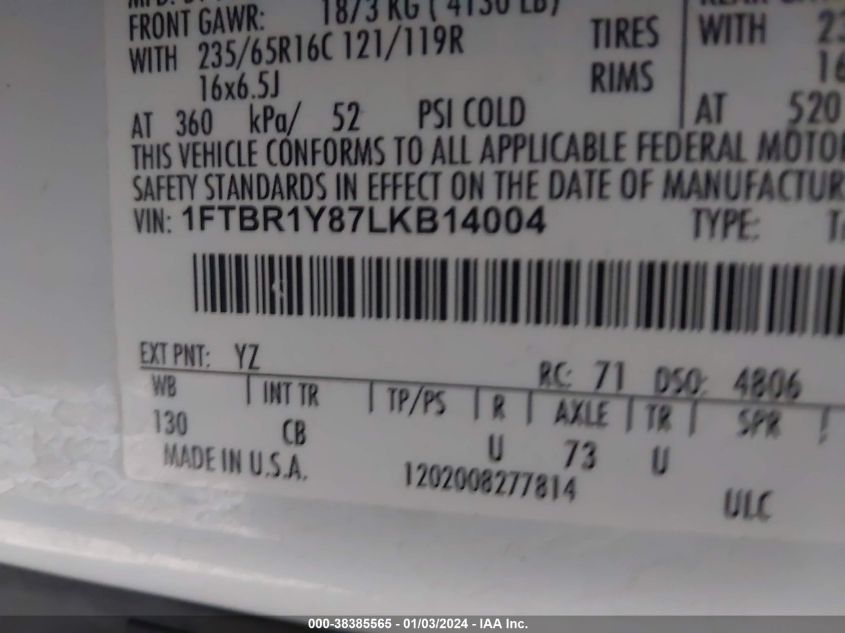 FRONT GAWR: 1873 KG ( 4130 LB)
WITH 235/65R16C 121/119R TIRES
WITH
16x6.5J RIMS
AT 360 kPa/ 52 PSI COLD
AT 520
THIS VEHICLE CONFORMS TO ALL APPLICABLE FEDERAL MOTO
SAFETY STANDARDS IN EFFECT ON THE DATE OF MANUFACTUR
VIN: 1FTBR1Y87LKB14004 TYPE:
EXT PNT: YZ RC: 71 DSO: 4806
WB INT TR TP/PS R AXLE TR SPR
130 CB U 73 U
MADE IN U.S.A. 1202008277814 ULC
000-38385565 - 01/03/2024 - IAA Inc.